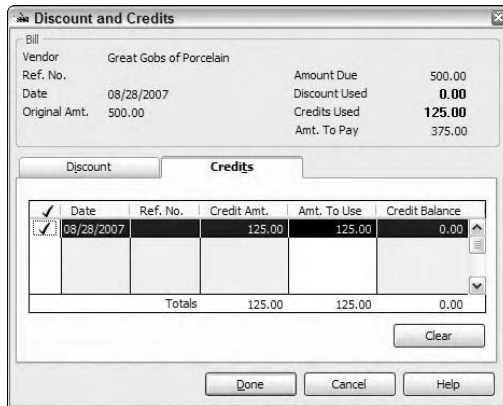 Discount and Credits
Bill
Vendor Great Gobs of Porcelain
Ref. No. Amount Due 500.00
Date 08/28/2007 Discount Used 0.00
Original Amt. 500.00 Credits Used 125.00
Amt. To Pay 375.00
Discount Credits
✓ Date Ref. No. Credit Amt. Amt. To Use Credit Balance
✓ 08/28/2007 125.00 125.00 0.00
Totals 125.00 125.00 0.00
Clear
Done Cancel Help